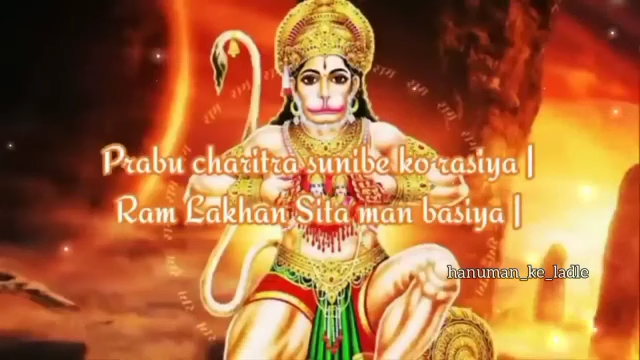 Prabu charitra sunibe ko rasiya |
Ram Lakhan Sita man basiya |
hanuman_ke_ladle